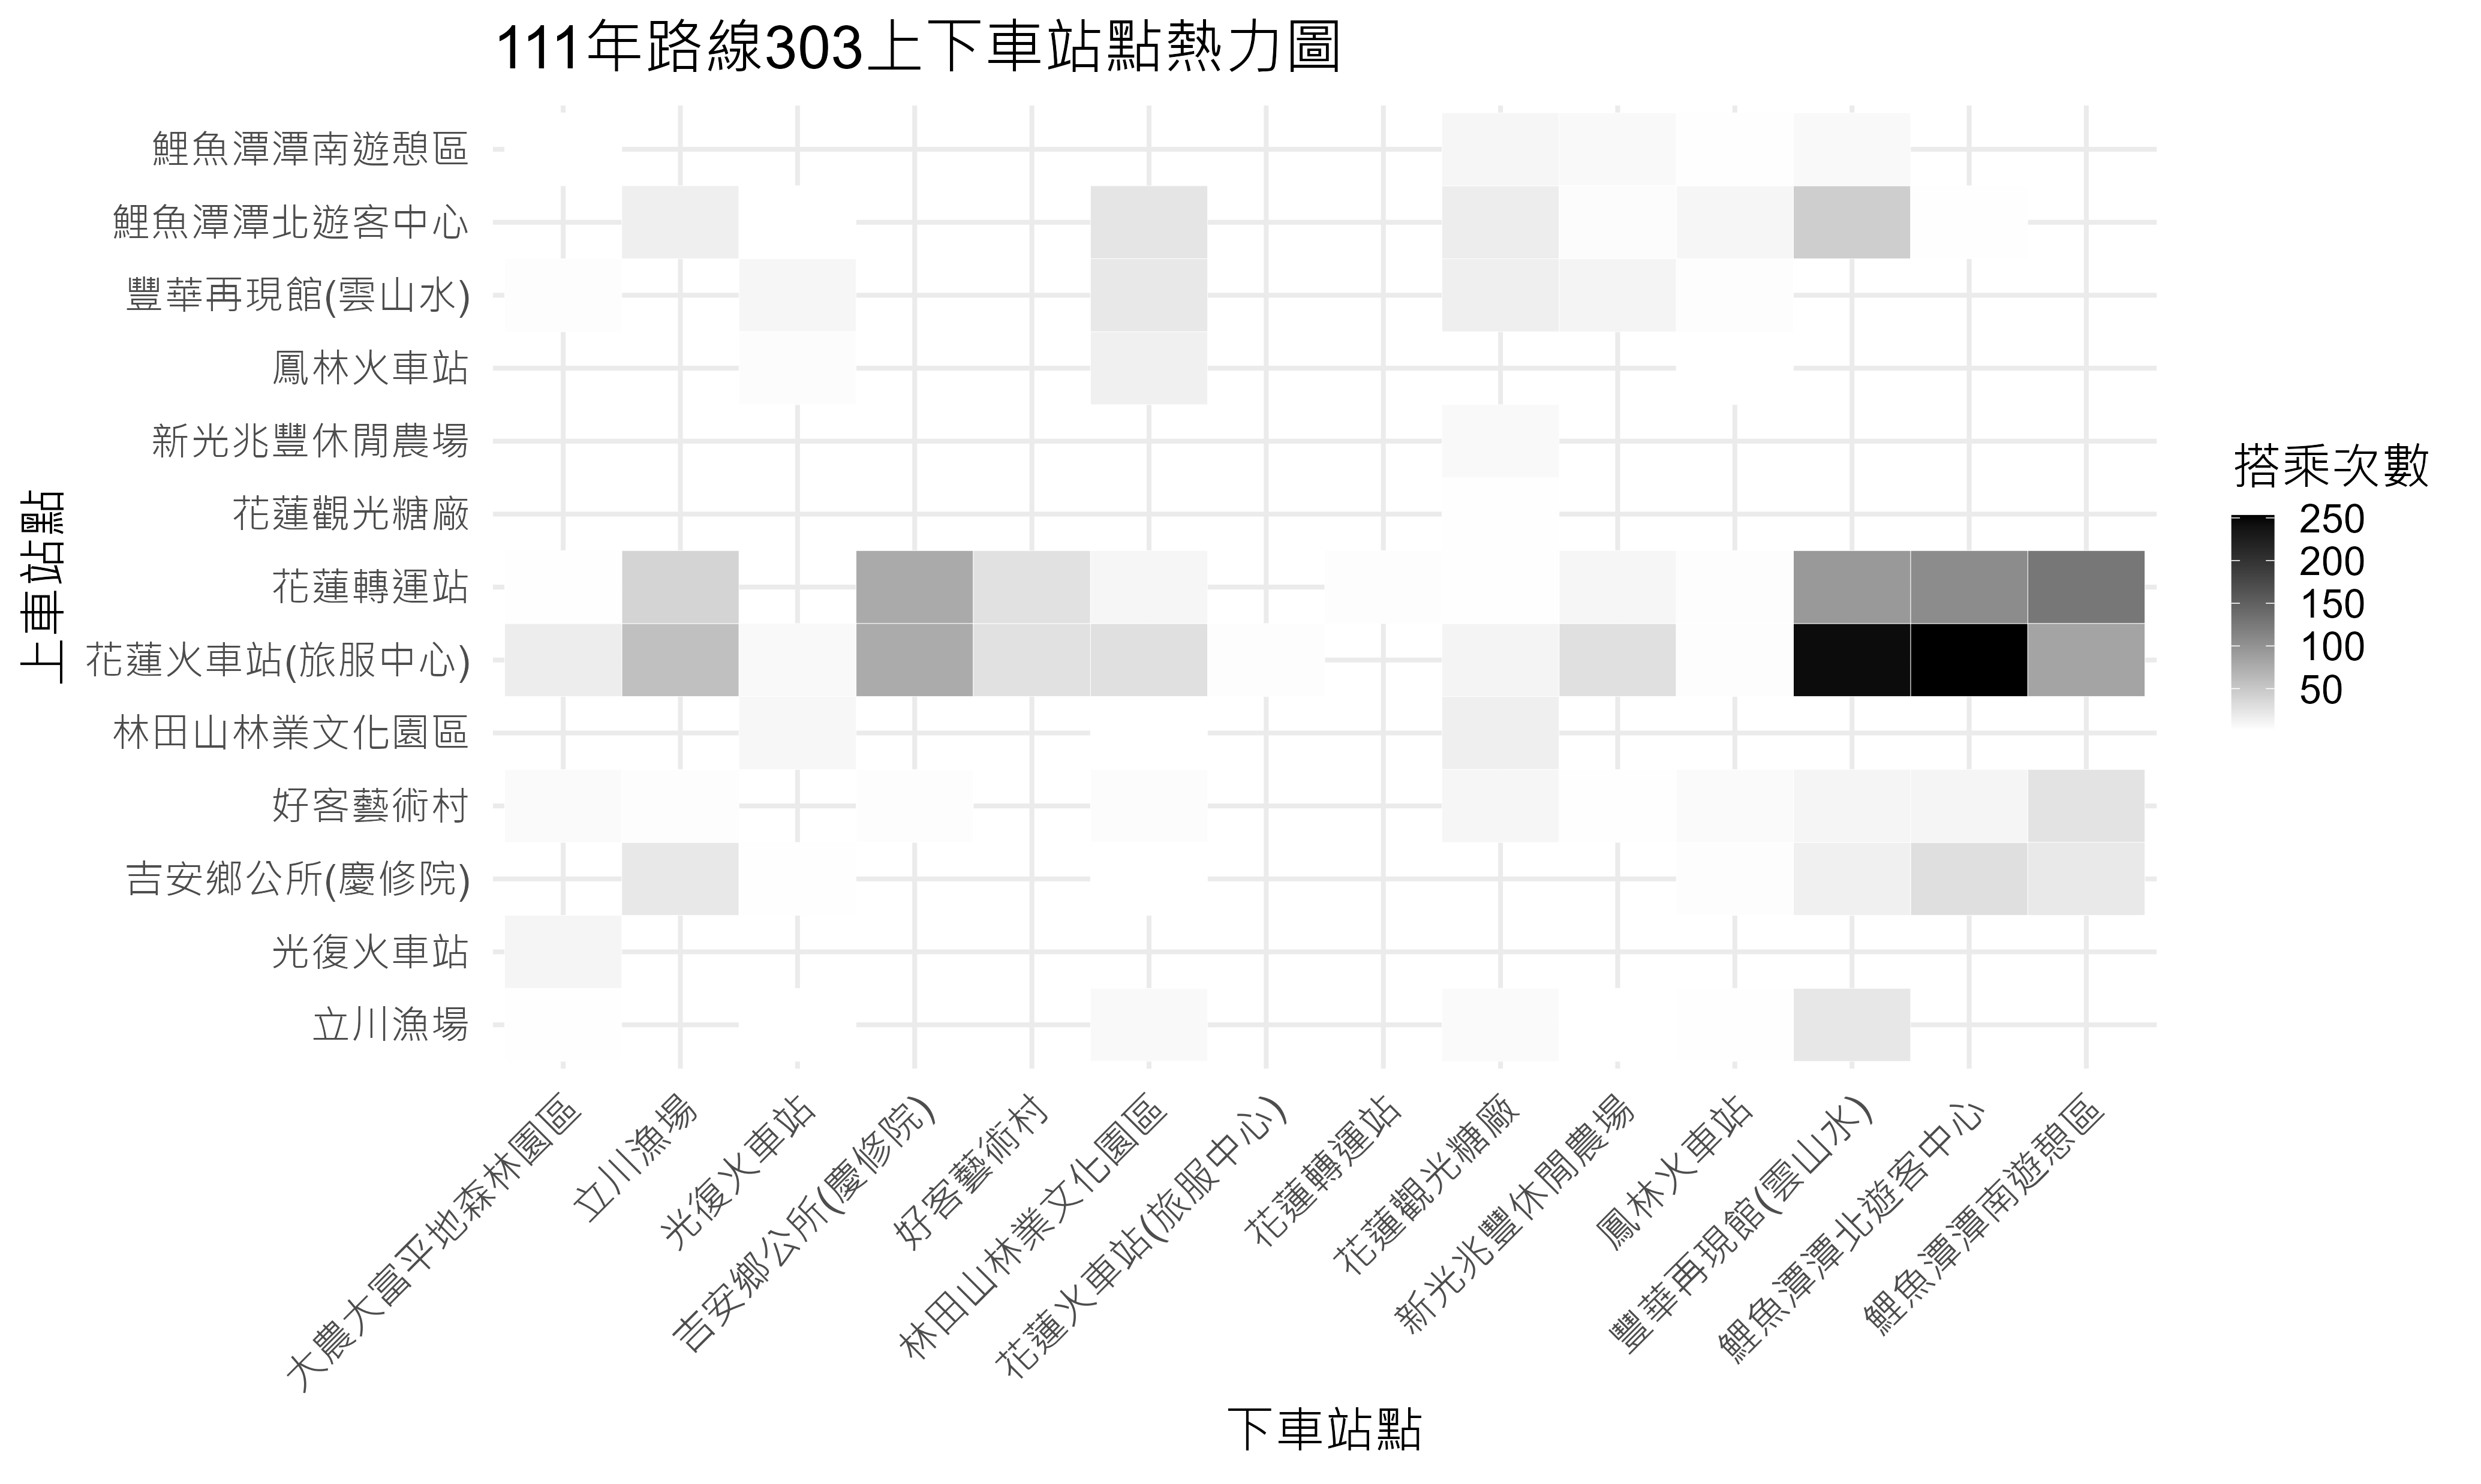 111年路線303上下車站點熱力圖
上車站點
鯉魚潭潭南遊憩區
鯉魚潭潭北遊客中心
豐華再現館(雲山水)
鳳林火車站
新光兆豐休閒農場
花蓮觀光糖廠
花蓮轉運站
花蓮火車站(旅服中心)
林田山林業文化園區
好客藝術村
吉安鄉公所(慶修院)
光復火車站
立川漁場
大農大富平地森林園區
立川漁場
光復火車站
吉安鄉公所(慶修院)
好客藝術村
林田山林業文化園區
花蓮火車站(旅服中心)
花蓮轉運站
花蓮觀光糖廠
新光兆豐休閒農場
鳳林火車站
豐華再現館(雲山水)
鯉魚潭潭北遊客中心
鯉魚潭潭南遊憩區
下車站點
搭乘次數
250
200
150
100
50